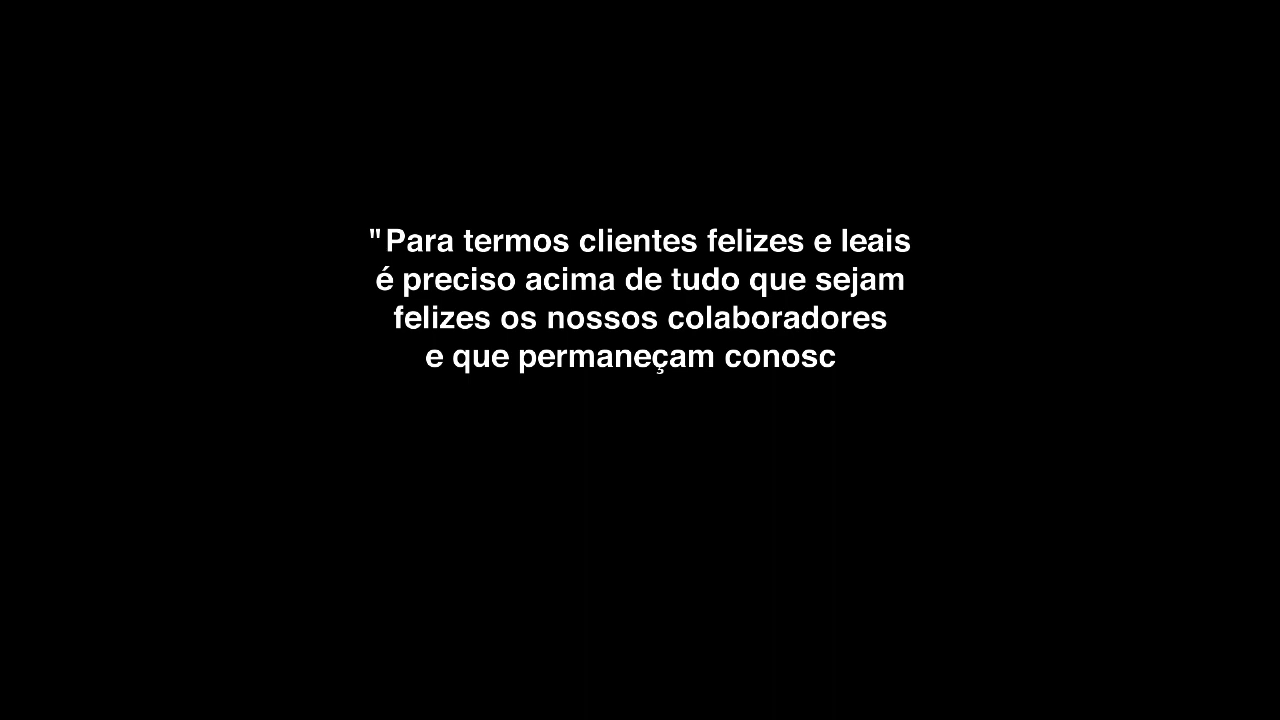 "Para termos clientes felizes e leais
é preciso acima de tudo que sejam
felizes os nossos colaboradores
e que permaneçam conosc